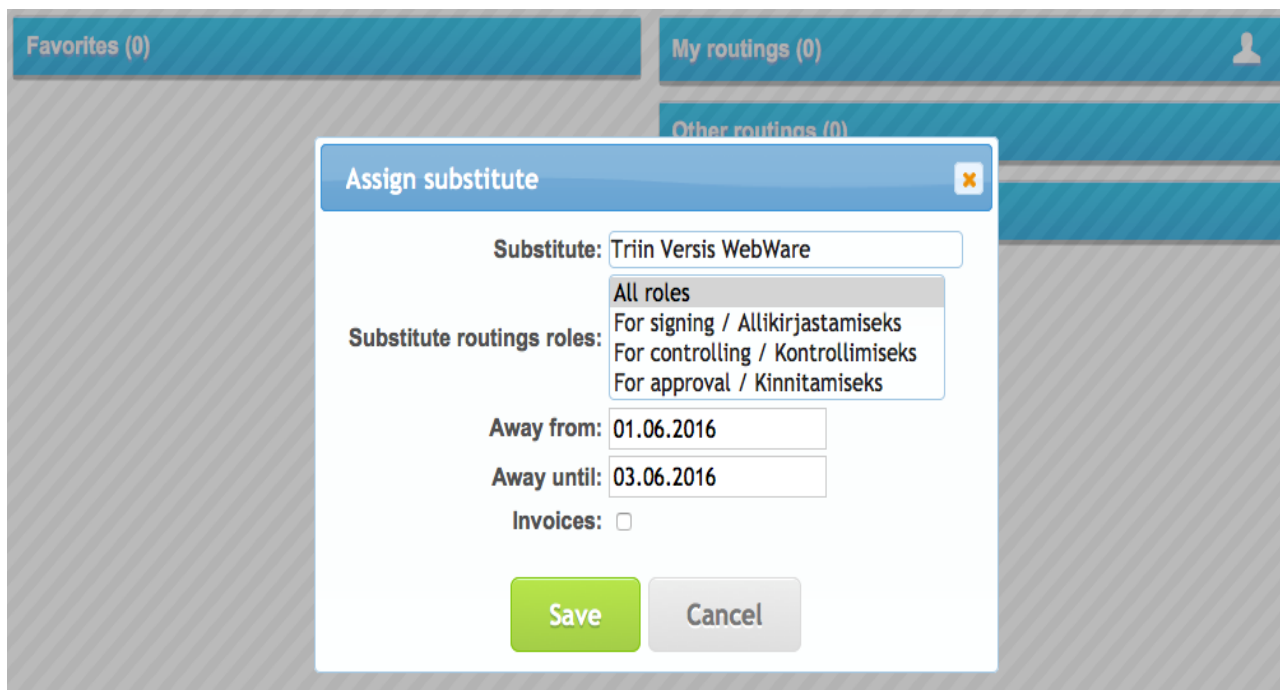 Favorites (0)
My routings (0)
Other routings (0)
Assign substitute
Substitute: Triin Versis WebWare
Substitute routings roles:
All roles
For signing / Allikirjastamiseks
For controlling / Kontrollimiseks
For approval / Kinnitamiseks
Away from: 01.06.2016
Away until: 03.06.2016
Invoices:
Save
Cancel